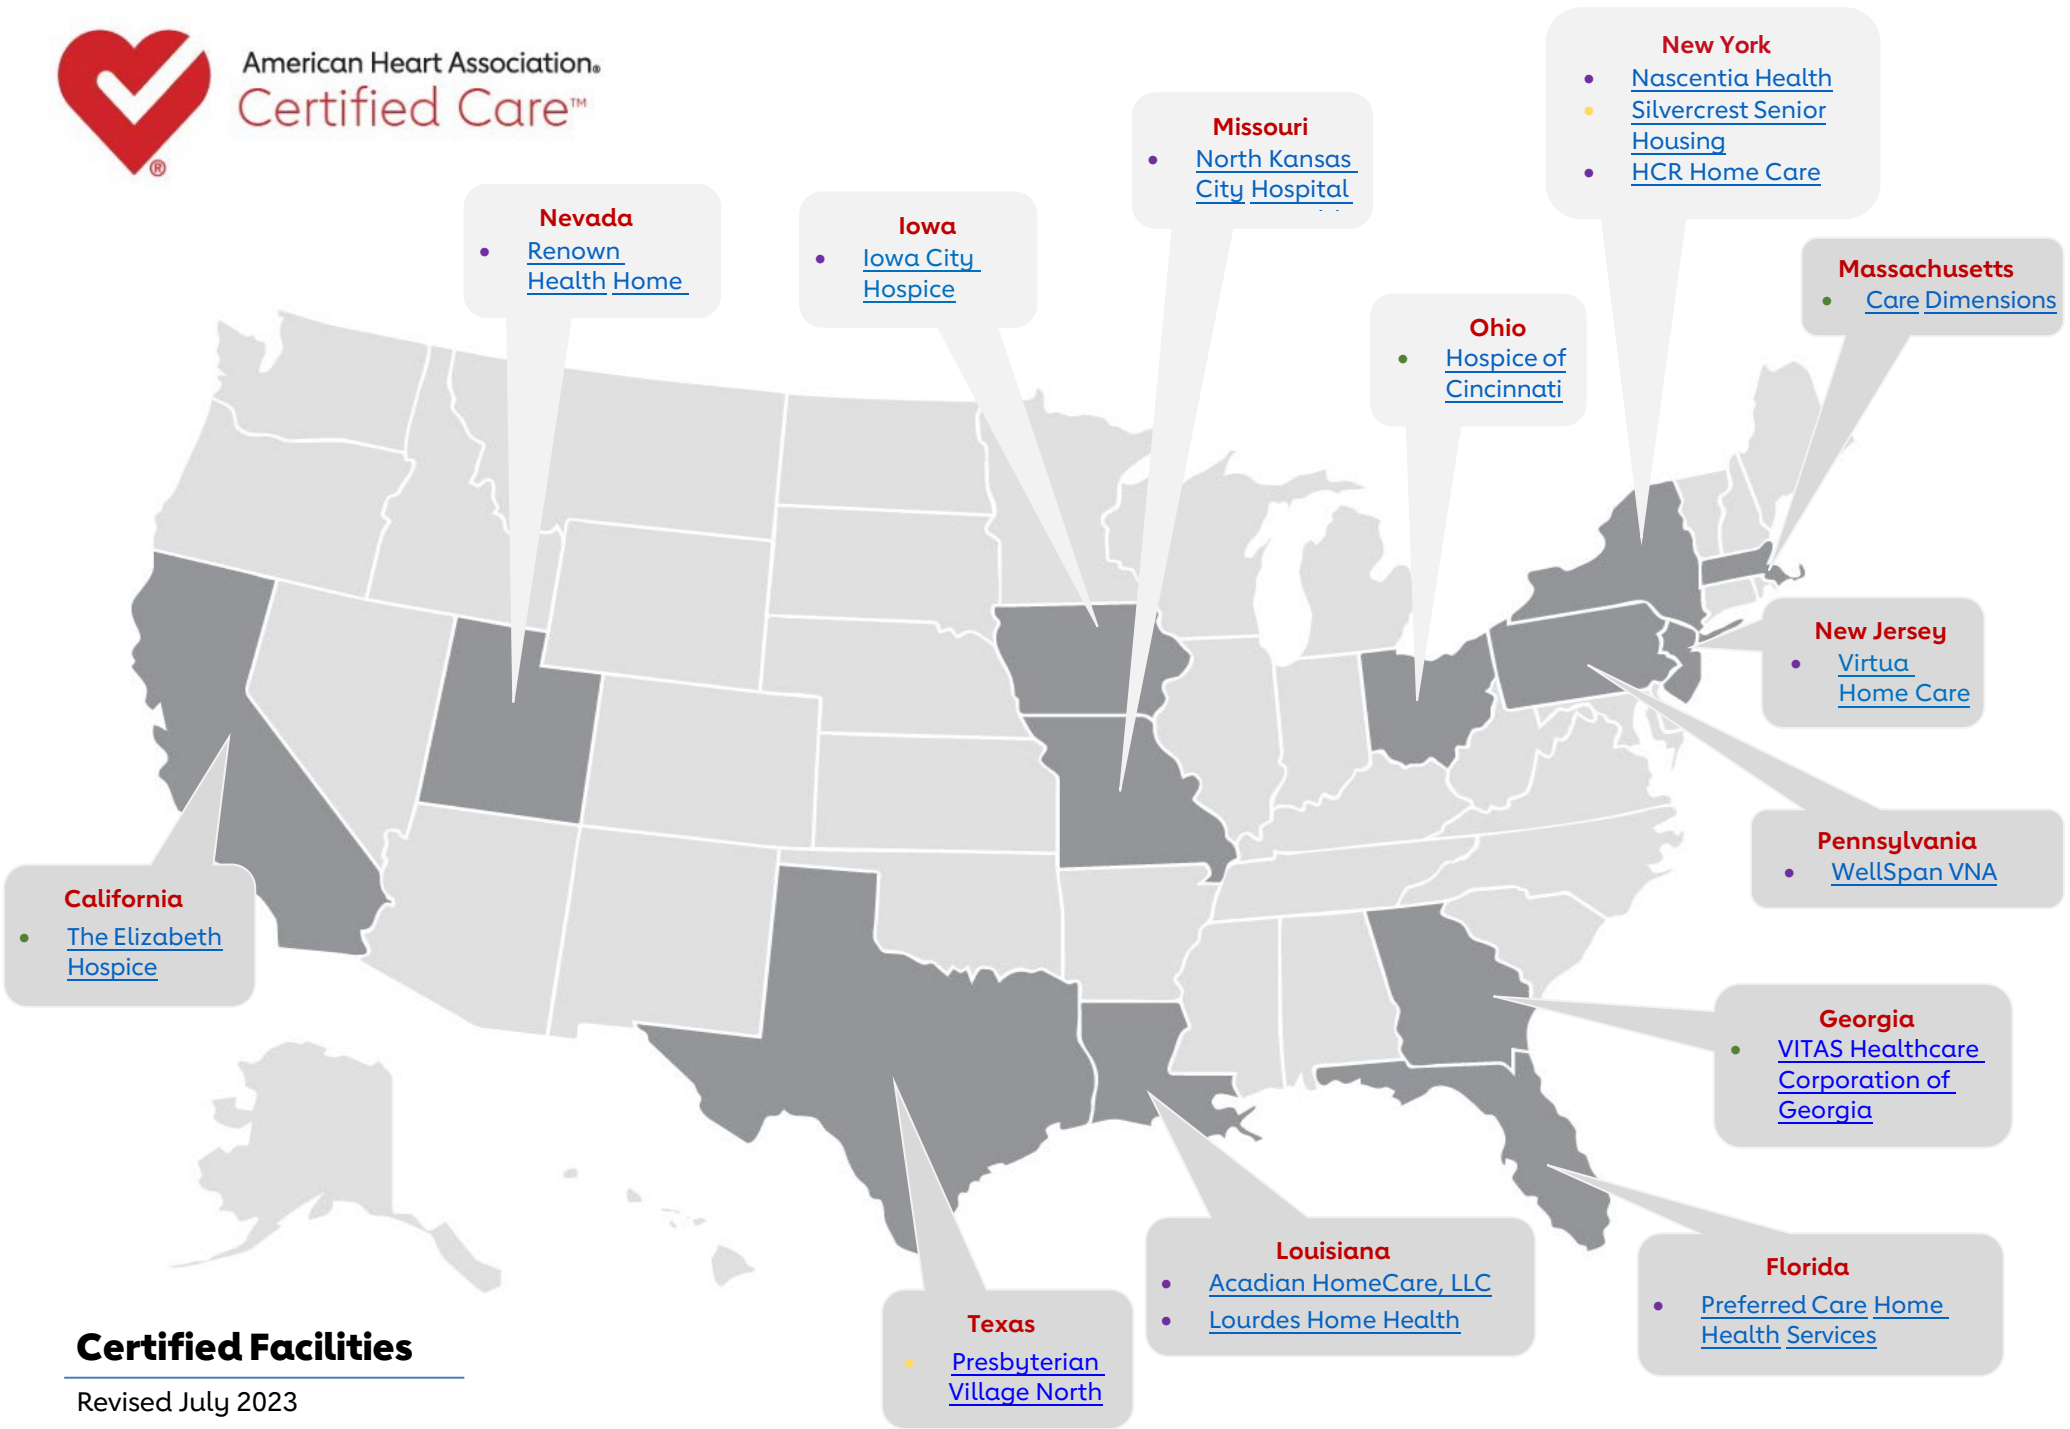 American Heart Association®
Certified Care™
®
New York
• Nascentia Health
• Silvercrest Senior
Housing
• HCR Home Care
Missouri
• North Kansas
City Hospital
Nevada
• Renown
Health Home
Iowa
• Iowa City
Hospice
Massachusetts
• Care Dimensions
Ohio
• Hospice of
Cincinnati
New Jersey
• Virtua
Home Care
Pennsylvania
• WellSpan VNA
California
• The Elizabeth
Hospice
Georgia
• VITAS Healthcare
Corporation of
Georgia
Louisiana
• Acadian HomeCare, LLC
• Lourdes Home Health
Florida
• Preferred Care Home
Health Services
Texas
• Presbyterian
Village North
Certified Facilities
Revised July 2023